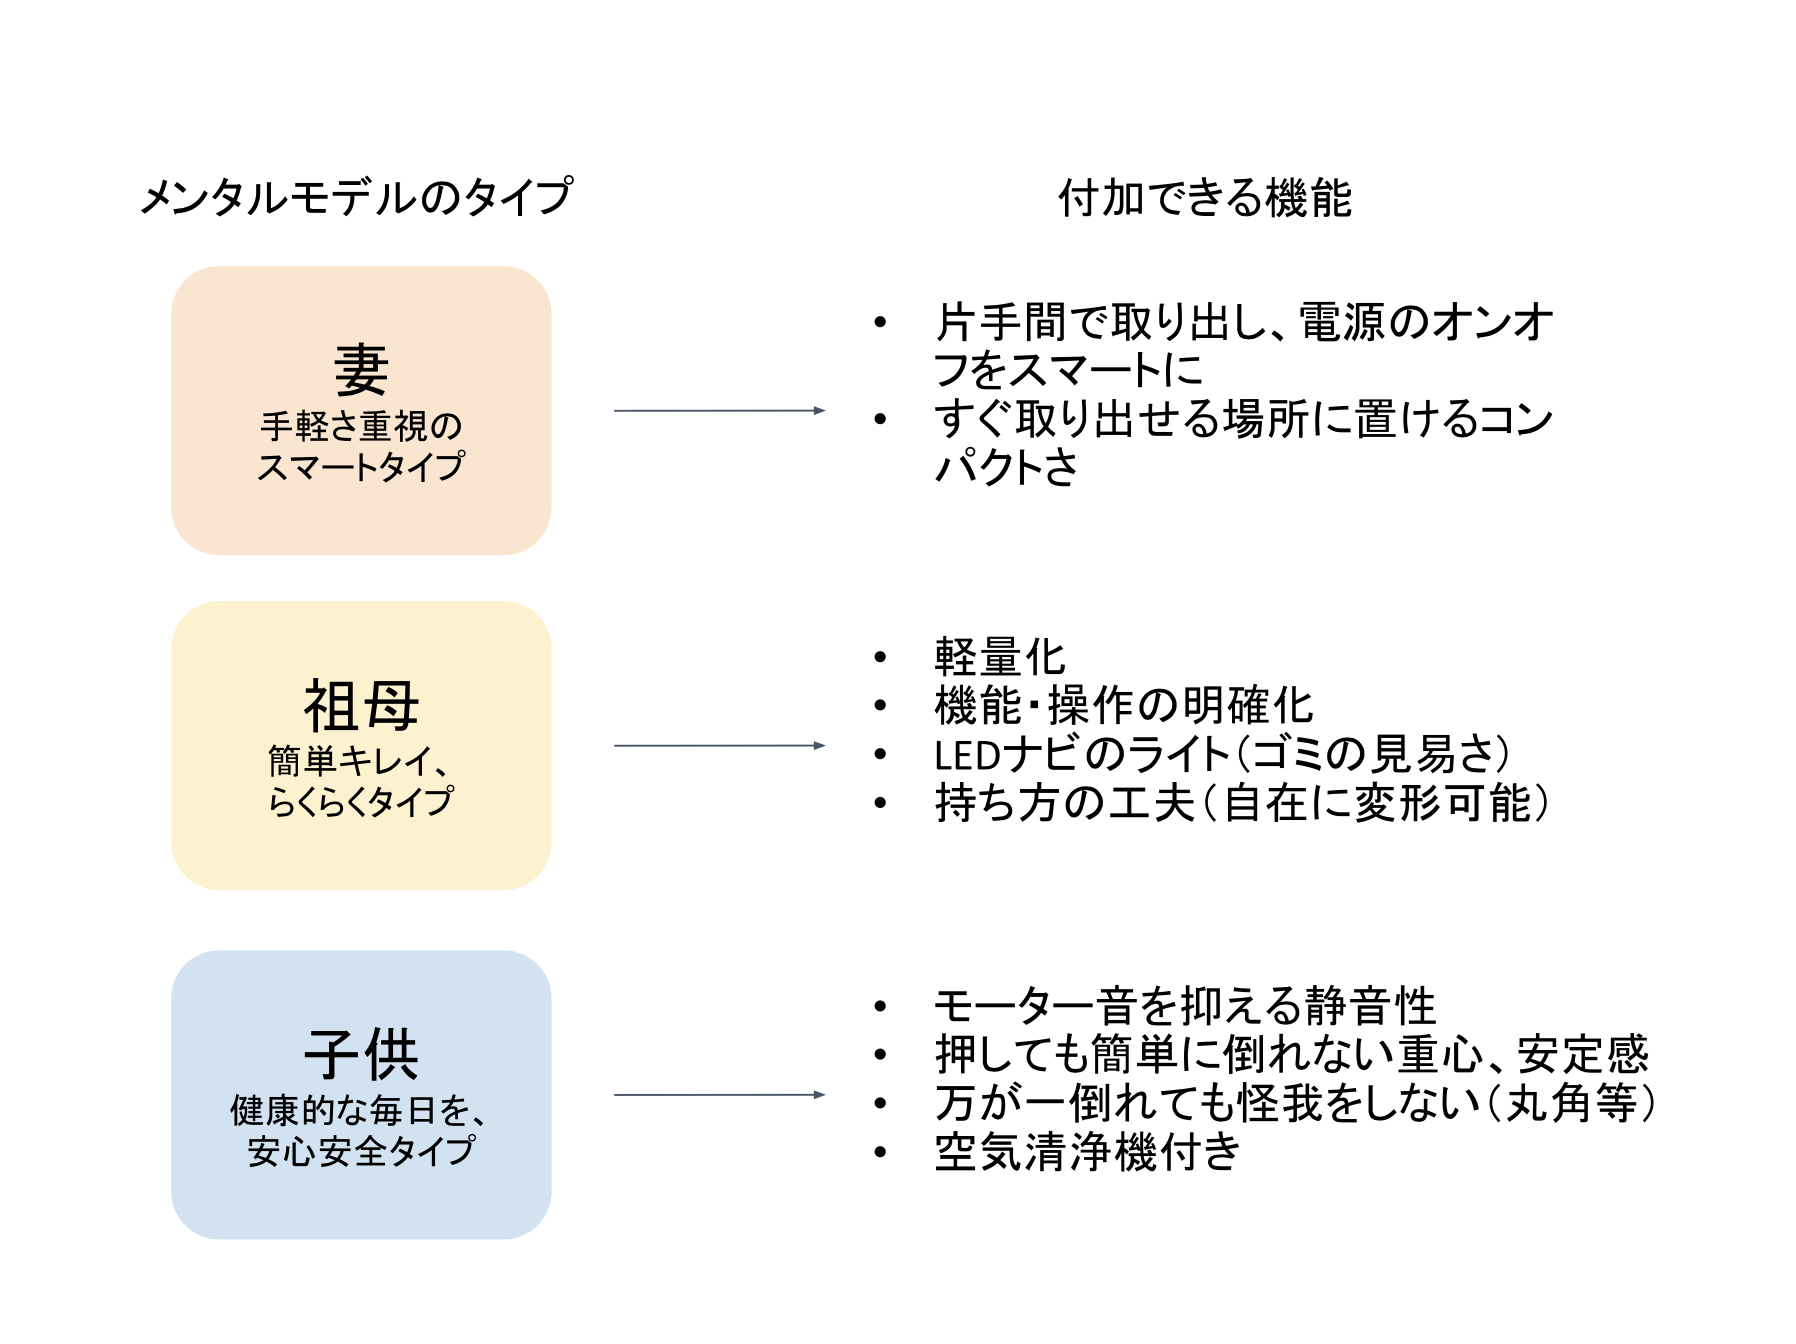 メンタルモデルのタイプ
付加できる機能
妻
手軽さ重視の
スマートタイプ
• 片手間で取り出し、電源のオンオ
フをスマートに
• すぐ取り出せる場所に置けるコン
パクトさ
祖母
簡単キレイ、
らくらくタイプ
• 軽量化
• 機能・操作の明確化
• LEDナビのライト（ゴミの見易さ）
• 持ち方の工夫（自在に変形可能）
子供
健康的な毎日を、
安心安全タイプ
• モーター音を抑える静音性
• 押しても簡単に倒れない重心、安定感
• 万が一倒れても怪我をしない（丸角等）
• 空気清浄機付き